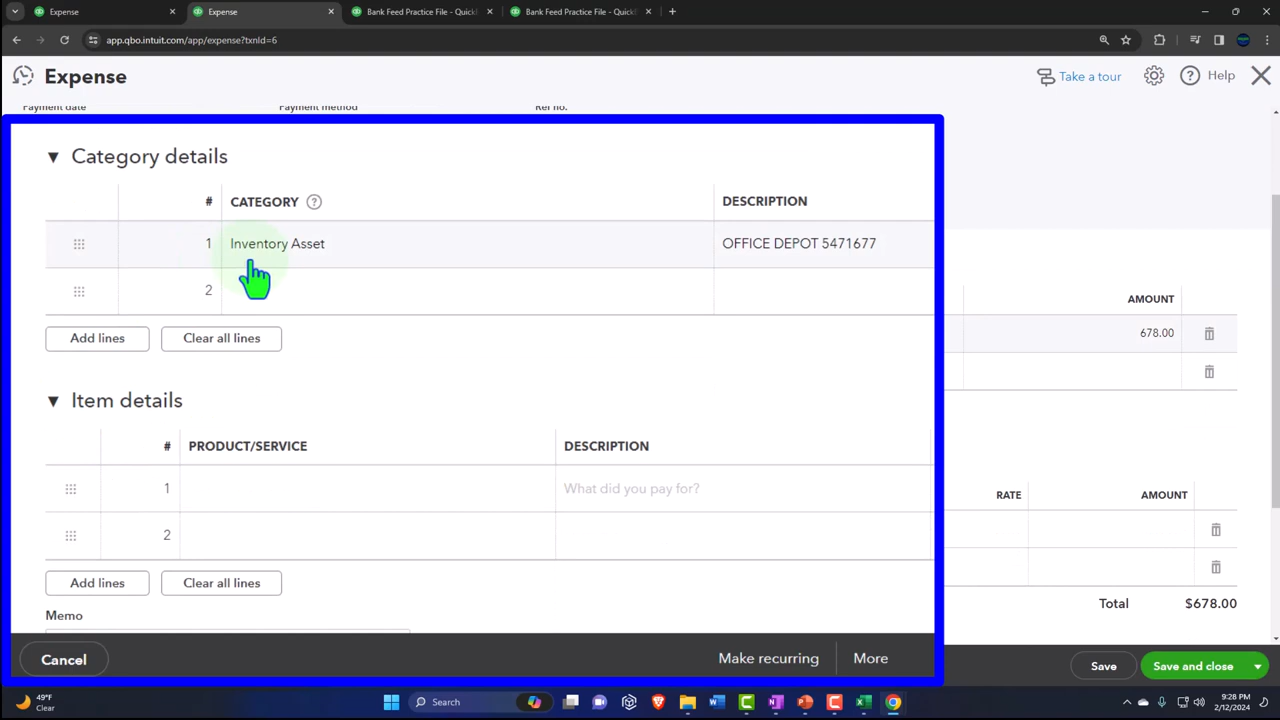 Expense
Expense
Bank Feed Practice File - Quick
Bank Feed Practice File - Quick
app.qbo.intuit.com/app/expense?txnId=6
Expense
Take a tour
Help
Payment date
Payment method
Ref no.
Category details
# CATEGORY ? DESCRIPTION
1 Inventory Asset OFFICE DEPOT 5471677
2
Add lines Clear all lines
AMOUNT
678.00
Item details
# PRODUCT/SERVICE DESCRIPTION
1 What did you pay for?
2
RATE AMOUNT
Add lines Clear all lines
Total $678.00
Memo
Cancel
Make recurring
More
Save
Save and close
49°F
Clear
Search
9:28 PM
2/12/2024